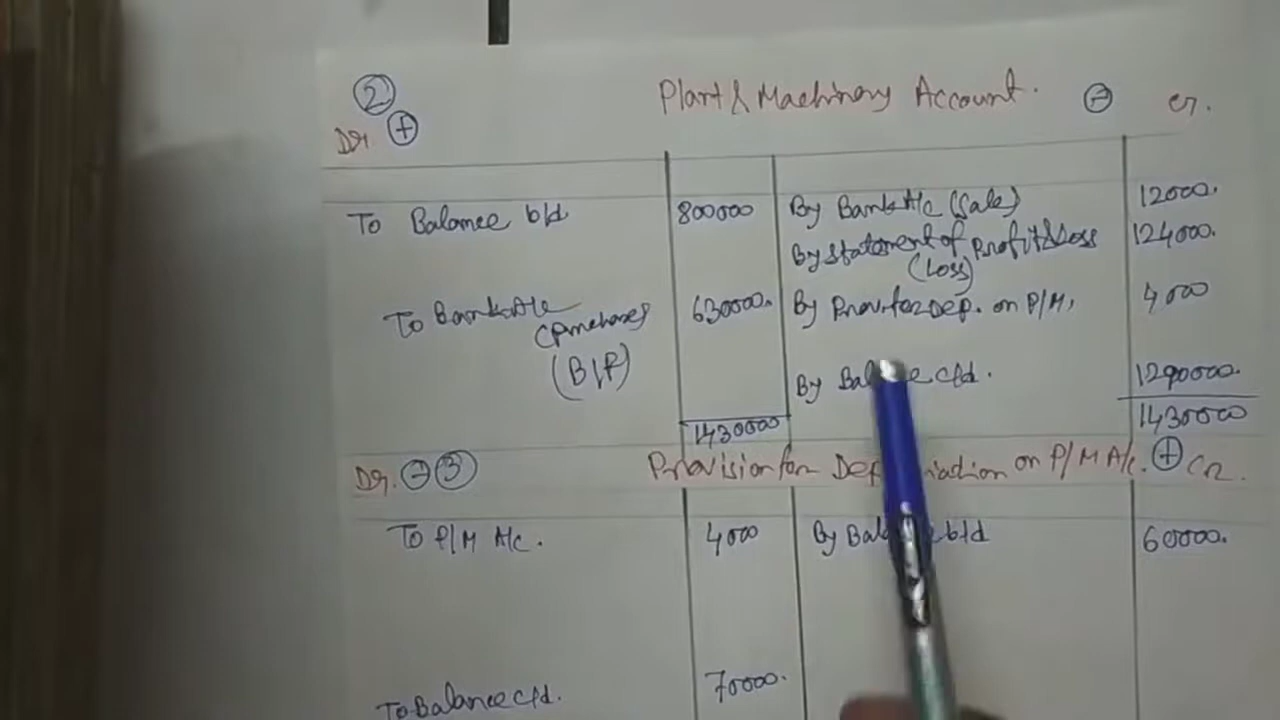 2
Plant & Machinery Account. - Cr.
Dr. +
To Balance b/d 800000 By Bank A/c (Sale) 12000.
By Statement of Profit & Loss 124000.
(Loss)
To Bank A/c 630000. By Prov. for Dep. on P/M, 4000
(Purchase)
(B/F)
By Balance c/d. 1290000.
1430000 1430000
Dr. - 3 Provision for Depreciation on P/M A/c. + Cr.
To P/M A/c. 4000 By Balance b/d 60000.
To Balance c/d. 70000.